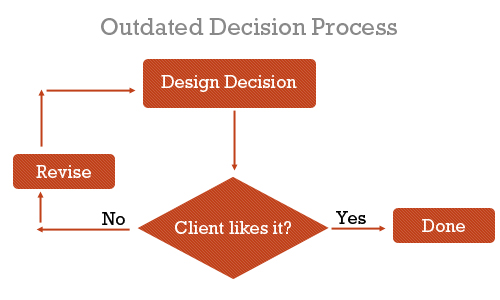 Outdated Decision Process
Design Decision
Revise
No
Client likes it?
Yes
Done